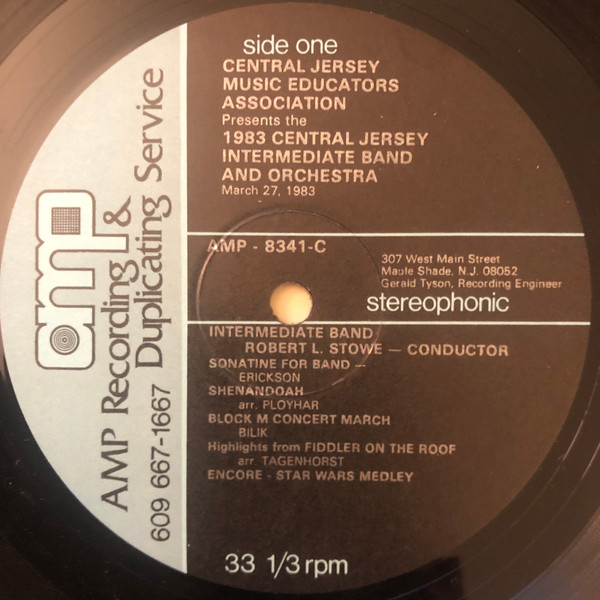 side one
CENTRAL JERSEY
MUSIC EDUCATORS
ASSOCIATION
Presents the
1983 CENTRAL JERSEY
INTERMEDIATE BAND
AND ORCHESTRA
March 27, 1983
amp
AMP Recording &
Duplicating Service
609 667-1667
AMP - 8341-C
307 West Main Street
Maple Shade, N.J. 08052
Gerald Tyson, Recording Engineer
stereophonic
INTERMEDIATE BAND
ROBERT L. STOWE — CONDUCTOR
SONATINE FOR BAND —
ERICKSON
SHENANDOAH
arr. PLOYHAR
BLOCK M CONCERT MARCH
BILIK
Highlights from FIDDLER ON THE ROOF
arr. TAGENHORST
ENCORE - STAR WARS MEDLEY
33 1/3 rpm